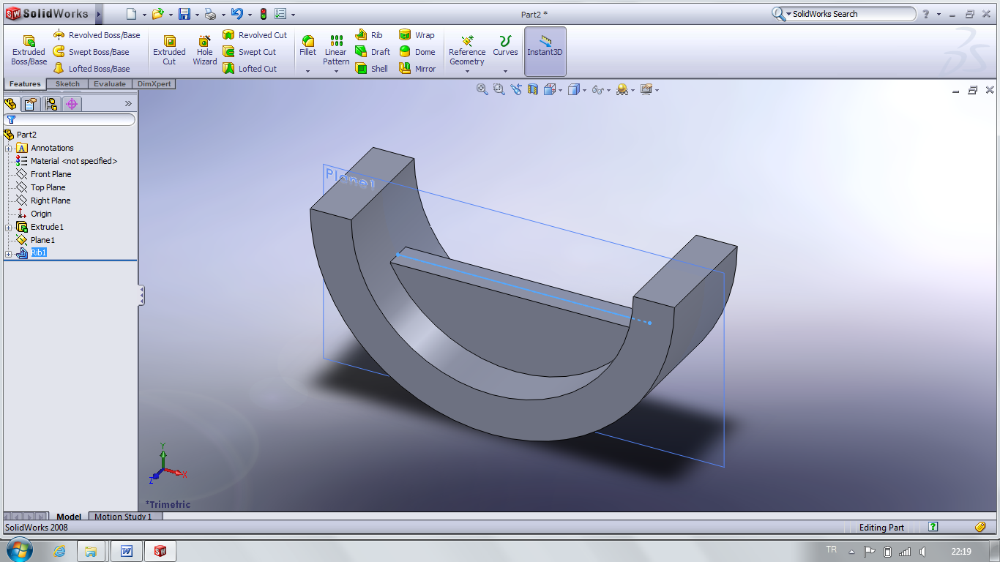 SolidWorks
Part2 *
SolidWorks Search
?
Extruded Boss/Base
Revolved Boss/Base
Swept Boss/Base
Lofted Boss/Base
Extruded Cut
Hole Wizard
Revolved Cut
Swept Cut
Lofted Cut
Fillet
Linear Pattern
Rib
Draft
Shell
Wrap
Dome
Mirror
Reference Geometry
Curves
Instant3D
Features
Sketch
Evaluate
DimXpert
Part2
A
Annotations
Material <not specified>
Front Plane
Top Plane
Right Plane
Origin
Extrude1
Plane1
Rib1
Plane1
Y
X
Z
*Trimetric
Model
Motion Study 1
SolidWorks 2008
Editing Part
?
TR
22:19